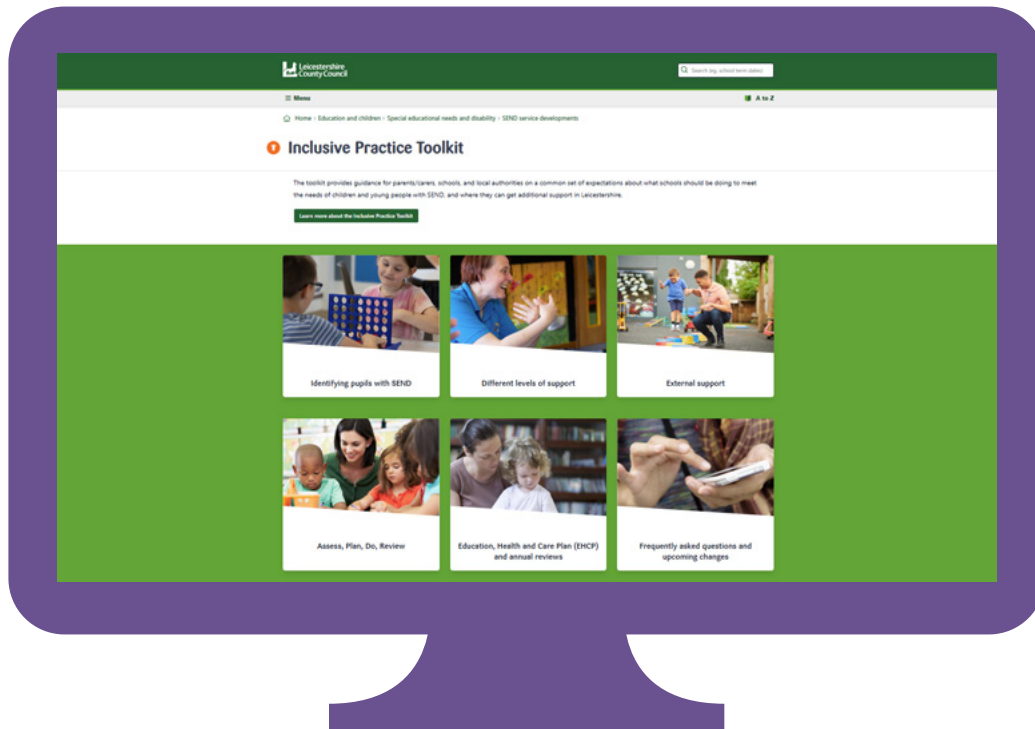 Leicestershire
County Council
Search (eg. school term dates)
Menu
A to Z
Home › Education and children › Special educational needs and disability › SEND service developments
Inclusive Practice Toolkit
The toolkit provides guidance for parents/carers, schools, and local authorities on a common set of expectations about what schools should be doing to meet
the needs of children and young people with SEND, and where they can get additional support in Leicestershire.
Learn more about the Inclusive Practice Toolkit
Identifying pupils with SEND
Different levels of support
External support
Assess, Plan, Do, Review
Education, Health and Care Plan (EHCP)
and annual reviews
Frequently asked questions and
upcoming changes